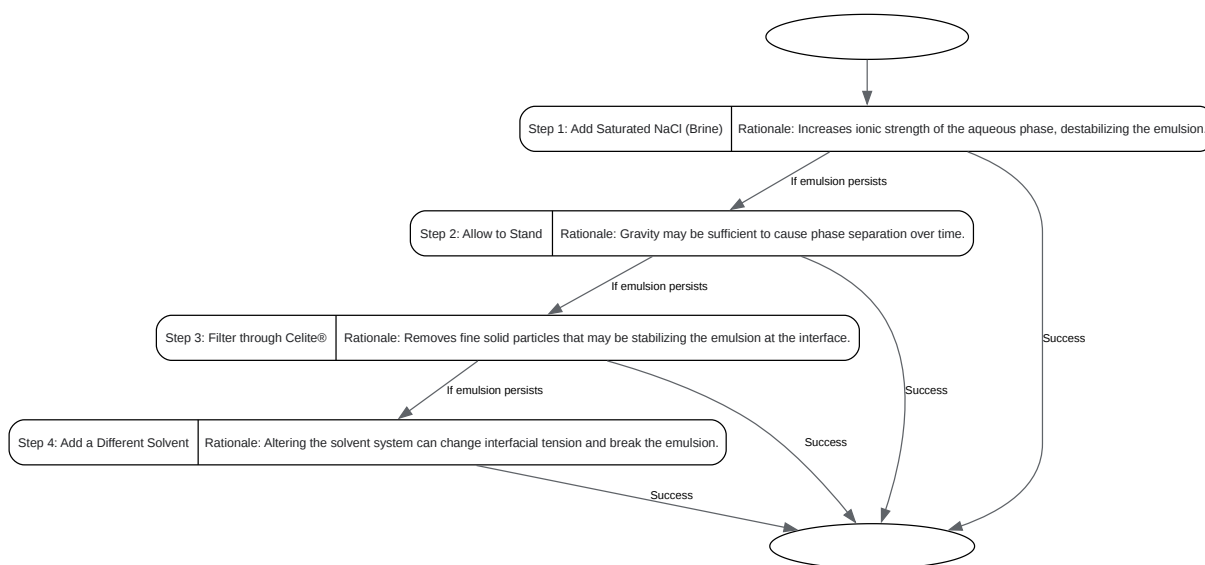 Step 1: Add Saturated NaCl (Brine)
Rationale: Increases ionic strength of the aqueous phase, destabilizing the emulsion.
If emulsion persists
Step 2: Allow to Stand
Rationale: Gravity may be sufficient to cause phase separation over time.
If emulsion persists
Step 3: Filter through Celite®
Rationale: Removes fine solid particles that may be stabilizing the emulsion at the interface.
Success
If emulsion persists
Success
Step 4: Add a Different Solvent
Rationale: Altering the solvent system can change interfacial tension and break the emulsion.
Success
Success